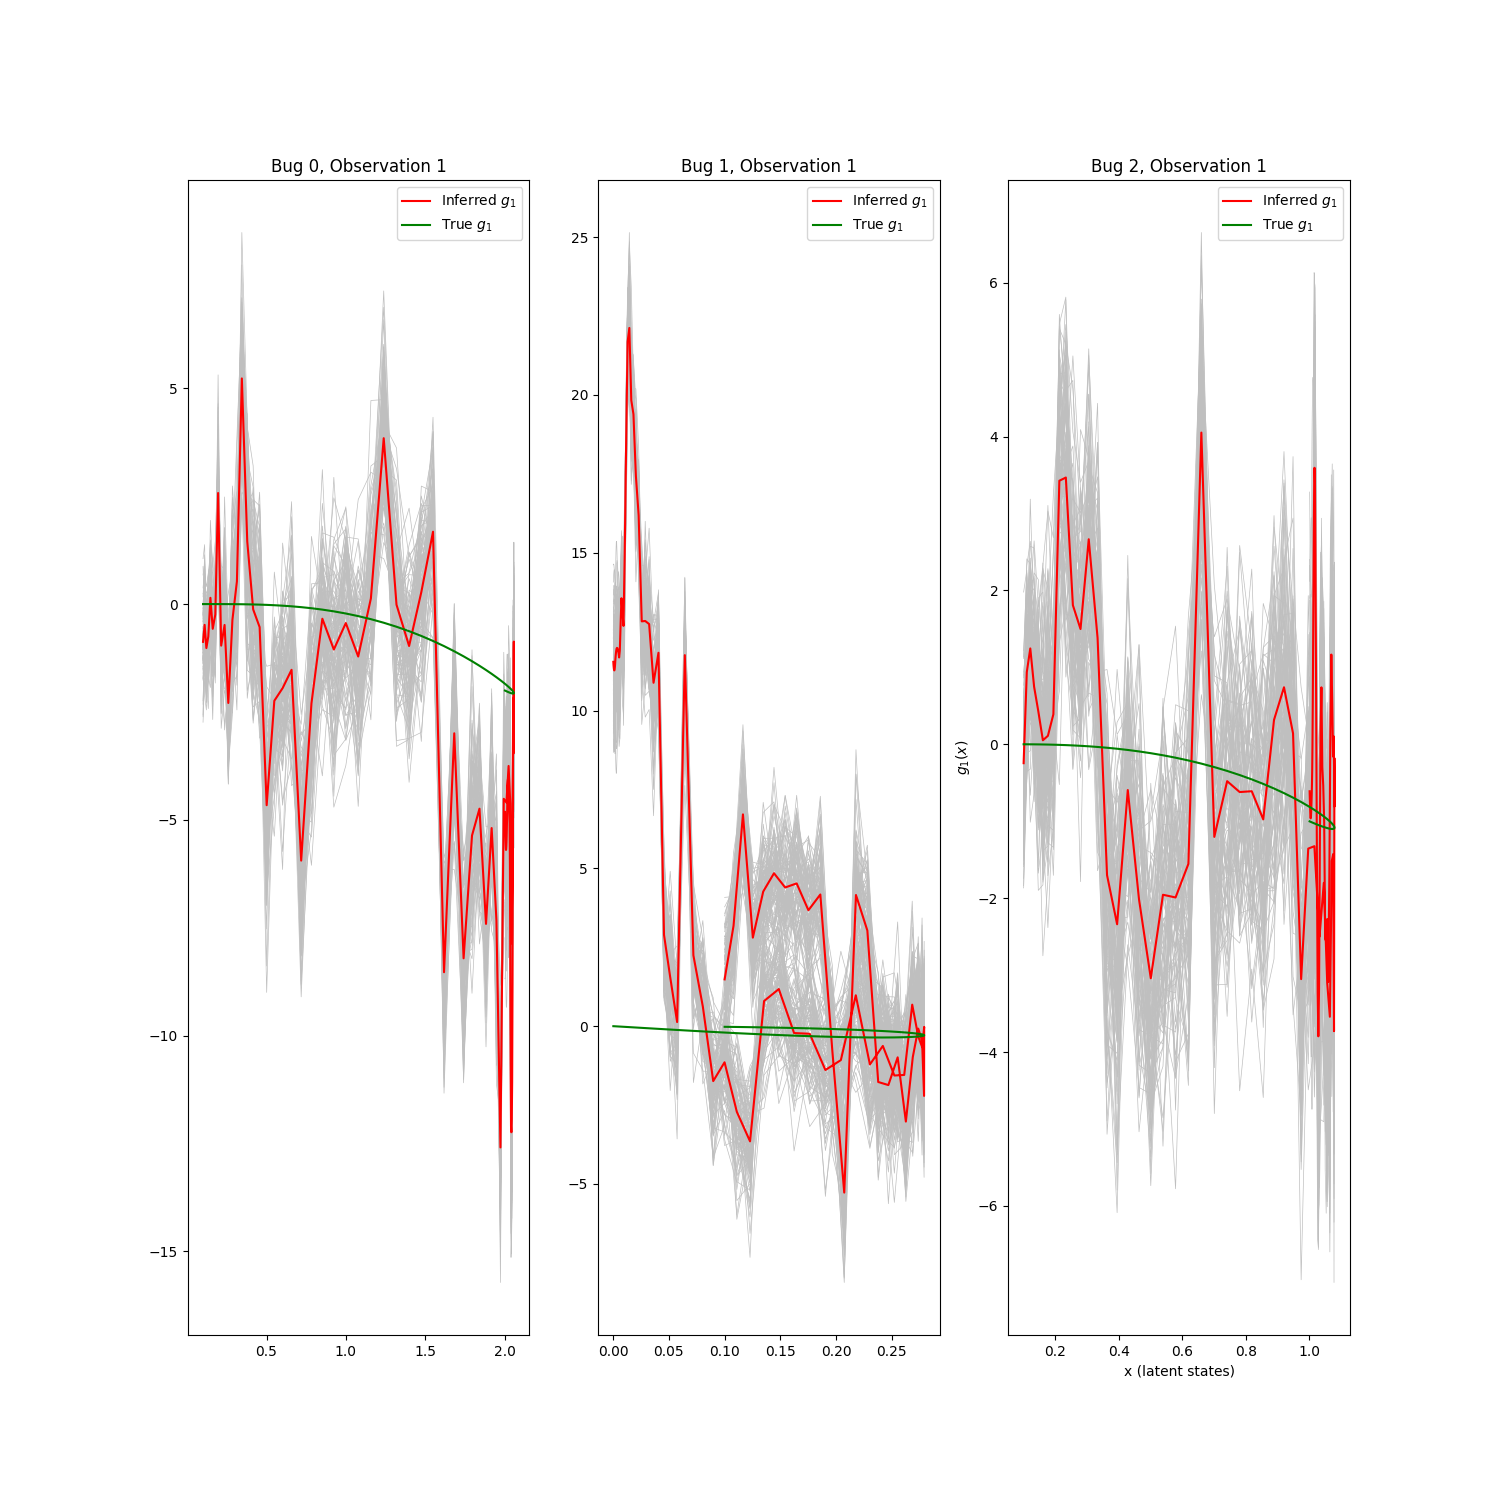 Bug 0, Observation 1
Inferred g₁
True g₁
5
0
−5
−10
−15
0.5 1.0 1.5 2.0
Bug 1, Observation 1
Inferred g₁
True g₁
25
20
15
10
5
0
−5
0.00 0.05 0.10 0.15 0.20 0.25
Bug 2, Observation 1
Inferred g₁
True g₁
g₁(x)
6
4
2
0
−2
−4
−6
0.2 0.4 0.6 0.8 1.0
x (latent states)